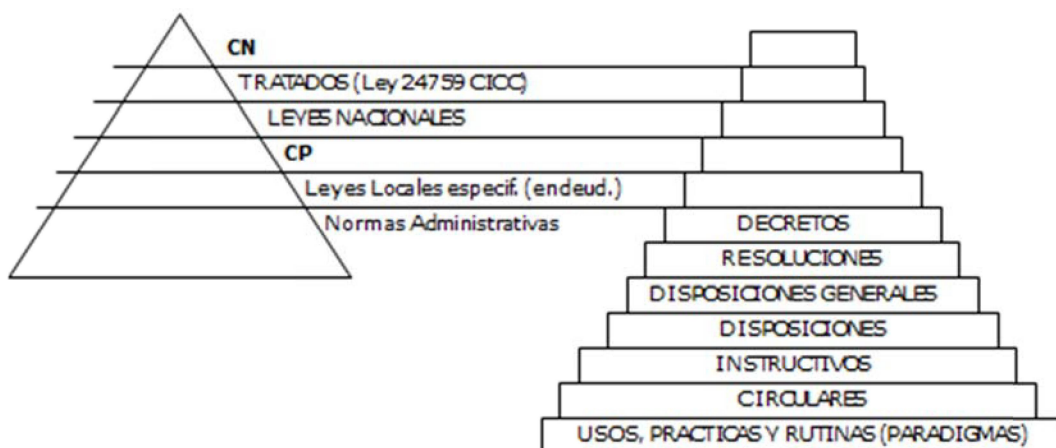 CN
TRATADOS (Ley 24759 CICC)
LEYES NACIONALES
CP
Leyes Locales especif. (endeud.)
Normas Administrativas
DECRETOS
RESOLUCIONES
DISPOSICIONES GENERALES
DISPOSICIONES
INSTRUCTIVOS
CIRCULARES
USOS, PRACTICAS Y RUTINAS (PARADIGMAS)